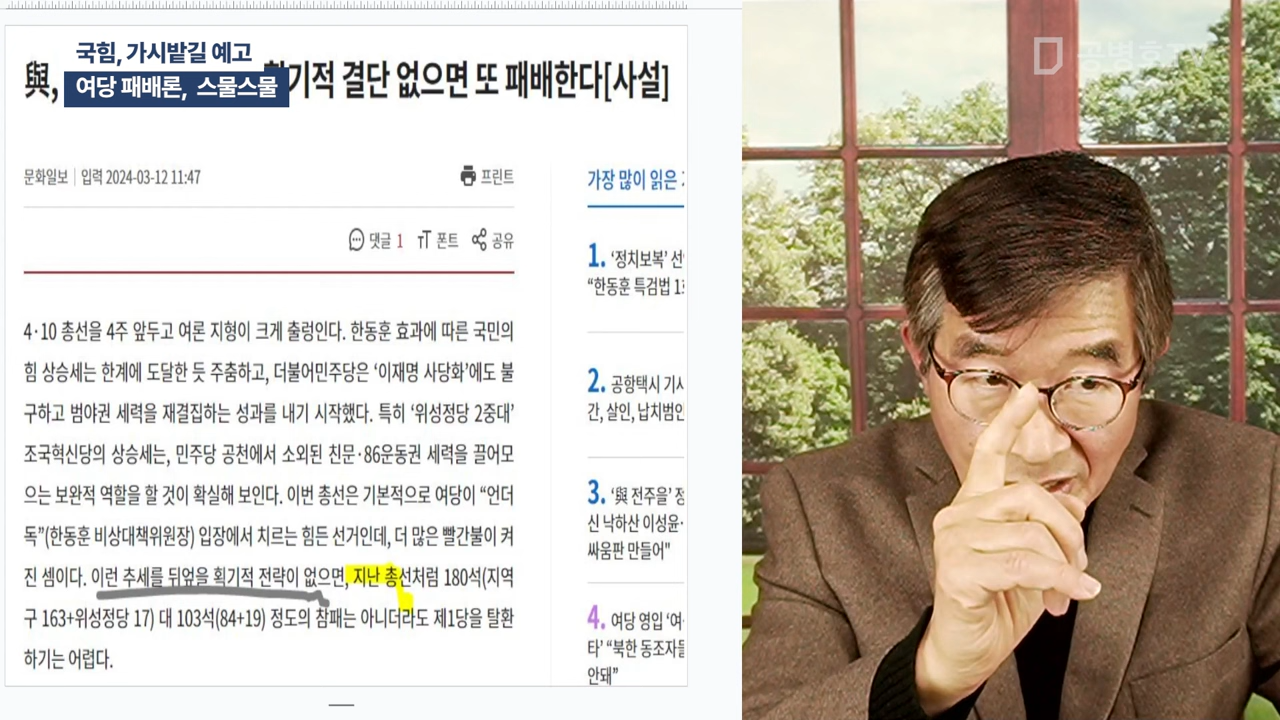 국힘, 가시밭길 예고
여당 패배론, 스물스물
與, 획기적 결단 없으면 또 패배한다[사설]
문화일보 | 입력 2024-03-12 11:47
프린트
댓글 1 폰트 공유
4·10 총선을 4주 앞두고 여론 지형이 크게 출렁인다. 한동훈 효과에 따른 국민의
힘 상승세는 한계에 도달한 듯 주춤하고, 더불어민주당은 ‘이재명 사당화’에도 불
구하고 범야권 세력을 재결집하는 성과를 내기 시작했다. 특히 ‘위성정당 2중대’
조국혁신당의 상승세는, 민주당 공천에서 소외된 친문·86운동권 세력을 끌어모
으는 보완적 역할을 할 것이 확실해 보인다. 이번 총선은 기본적으로 여당이 “언더
독”(한동훈 비상대책위원장) 입장에서 치르는 힘든 선거인데, 더 많은 빨간불이 켜
진 셈이다. 이런 추세를 뒤엎을 획기적 전략이 없으면, 지난 총선처럼 180석(지역
구 163+위성정당 17) 대 103석(84+19) 정도의 참패는 아니더라도 제1당을 탈환
하기는 어렵다.
가장 많이 읽은
1. ‘정치보복’ 선
“한동훈 특검법 1
2. 공항택시 기사
간, 살인, 납치범인
3. ‘與 전주을’ 정
신 낙하산 이성윤·
싸움판 만들어"
4. 여당 영입 ‘여
타’ “북한 동조자들
안돼”
공병호